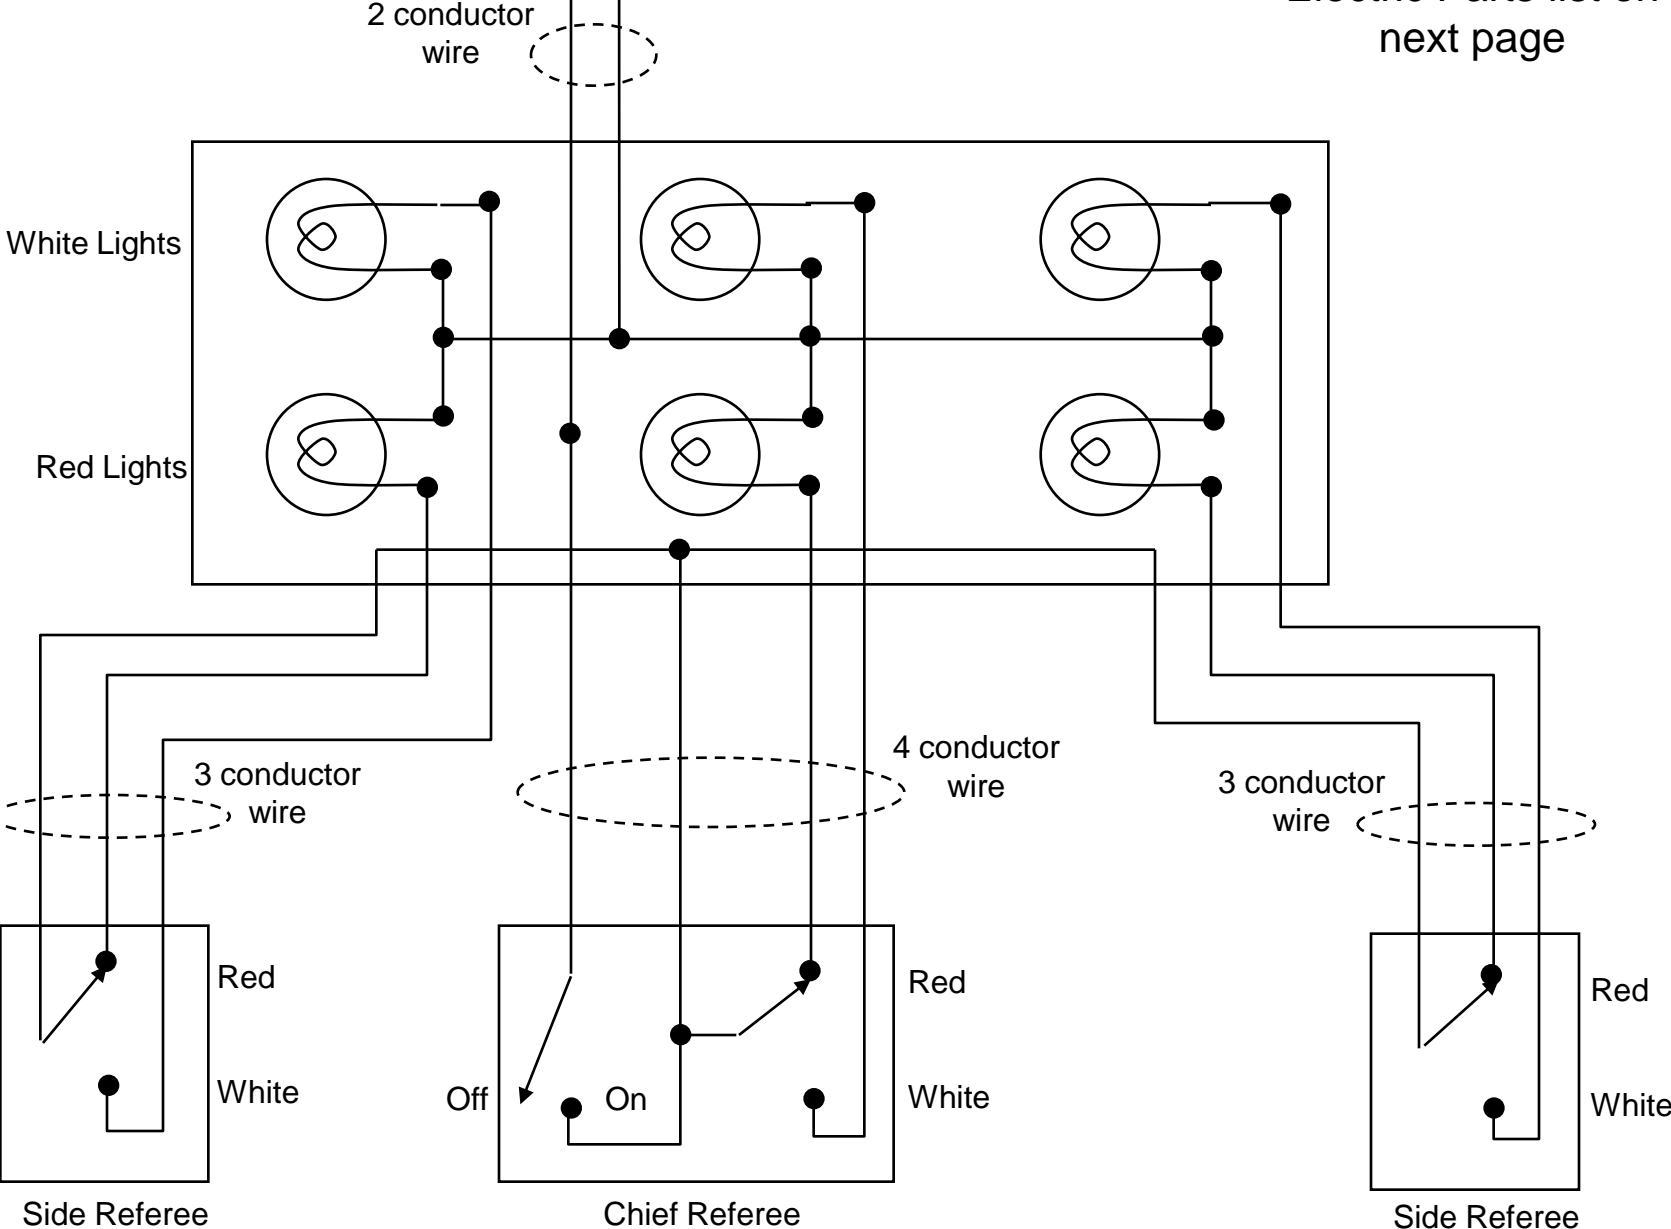 2 conductor
wire
next page
White Lights
Red Lights
3 conductor
wire
4 conductor
wire
3 conductor
wire
Red
White
Off
On
Red
White
Red
White
Side Referee
Chief Referee
Side Referee